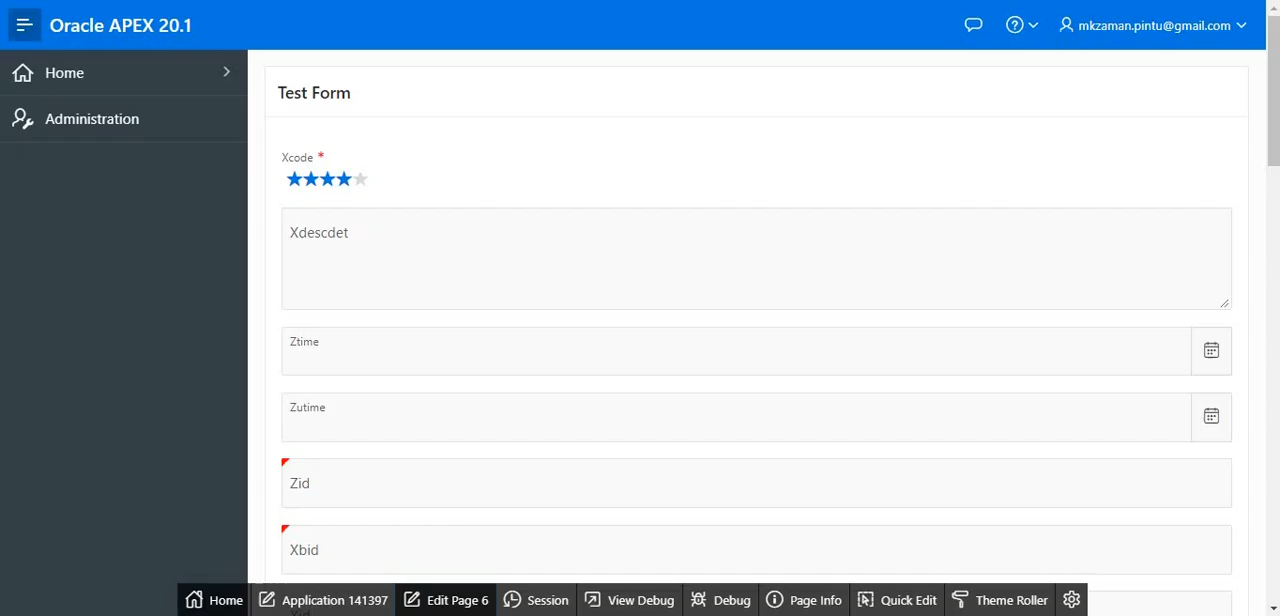 Oracle APEX 20.1
mkzaman.pintu@gmail.com
Home
Administration
Test Form
Xcode *
Xdescdet
Ztime
Zutime
Zid
Xbid
Home Application 141397 Edit Page 6 Session View Debug Debug Page Info Quick Edit Theme Roller